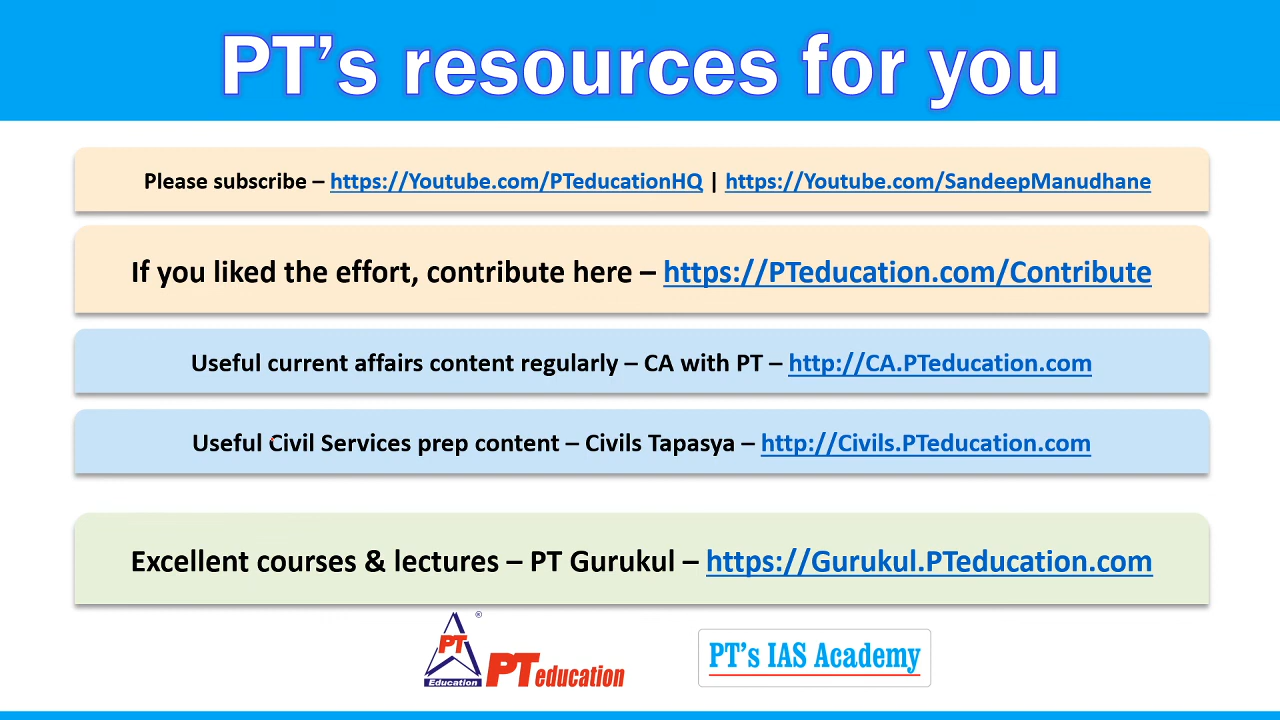 PT’s resources for you
Please subscribe – https://Youtube.com/PTeducationHQ | https://Youtube.com/SandeepManudhane
If you liked the effort, contribute here – https://PTeducation.com/Contribute
Useful current affairs content regularly – CA with PT – http://CA.PTeducation.com
Useful Civil Services prep content – Civils Tapasya – http://Civils.PTeducation.com
Excellent courses & lectures – PT Gurukul – https://Gurukul.PTeducation.com
PT ®
Education
PT education
PT’s IAS Academy